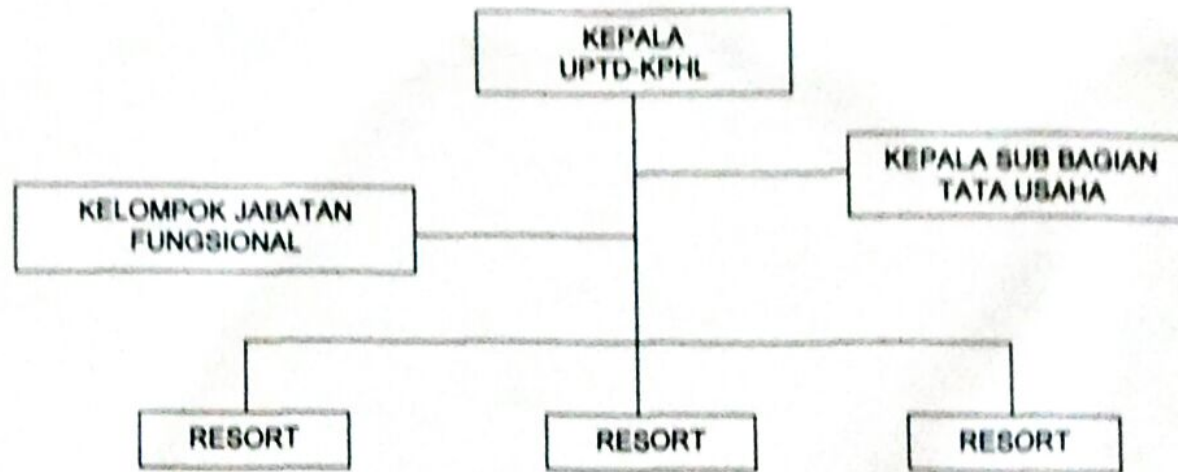 KEPALA
UPTD-KPHL
KEPALA SUB BAGIAN
TATA USAHA
KELOMPOK JABATAN
FUNGSIONAL
RESORT
RESORT
RESORT